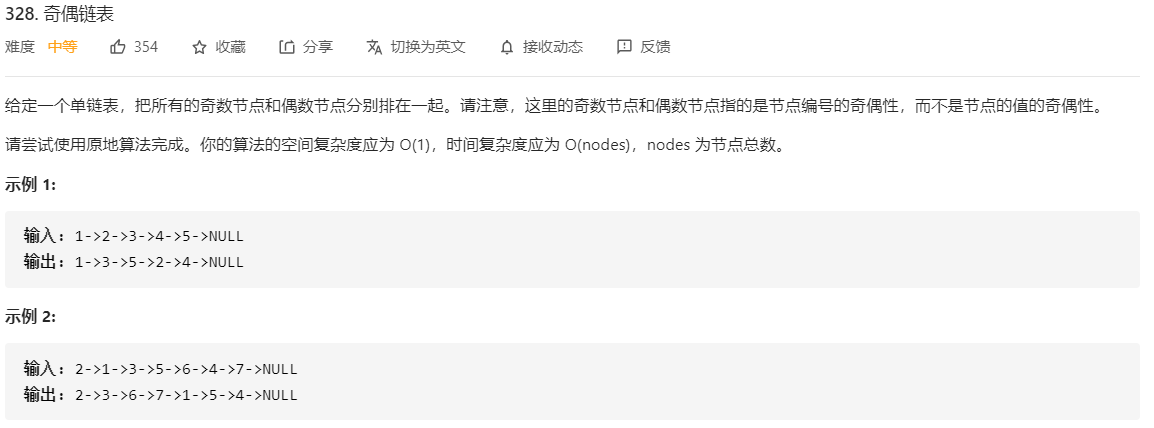 328. 奇偶链表
难度 中等 354 收藏 分享 切换为英文 接收动态 反馈
给定一个单链表，把所有的奇数节点和偶数节点分别排在一起。请注意，这里的奇数节点和偶数节点指的是节点编号的奇偶性，而不是节点的值的奇偶性。
请尝试使用原地算法完成。你的算法的空间复杂度应为 O(1)，时间复杂度应为 O(nodes)，nodes 为节点总数。
示例 1:
输入: 1->2->3->4->5->NULL
输出: 1->3->5->2->4->NULL
示例 2:
输入: 2->1->3->5->6->4->7->NULL
输出: 2->3->6->7->1->5->4->NULL